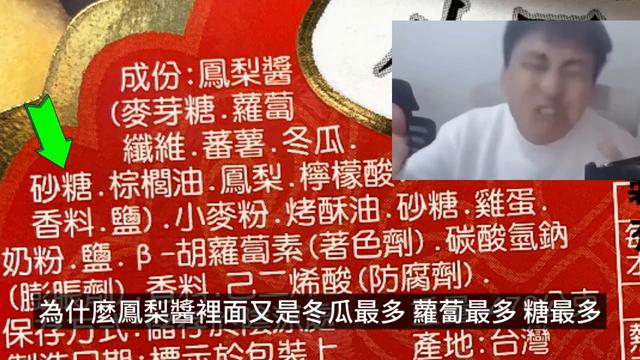 成份:鳳梨醬
(麥芽糖.蘿蔔
纖維.蕃薯.冬瓜.
砂糖.棕櫚油.鳳梨.檸檬酸.
香料.鹽).小麥粉.烤酥油.砂糖.雞蛋.
奶粉.鹽.β-胡蘿蔔素(著色劑).碳酸氫鈉
(膨脹劑).香料.己二烯酸(防腐劑).
為什麼鳳梨醬裡面又是冬瓜最多 蘿蔔最多 糖最多
保存方式:
產地:台灣